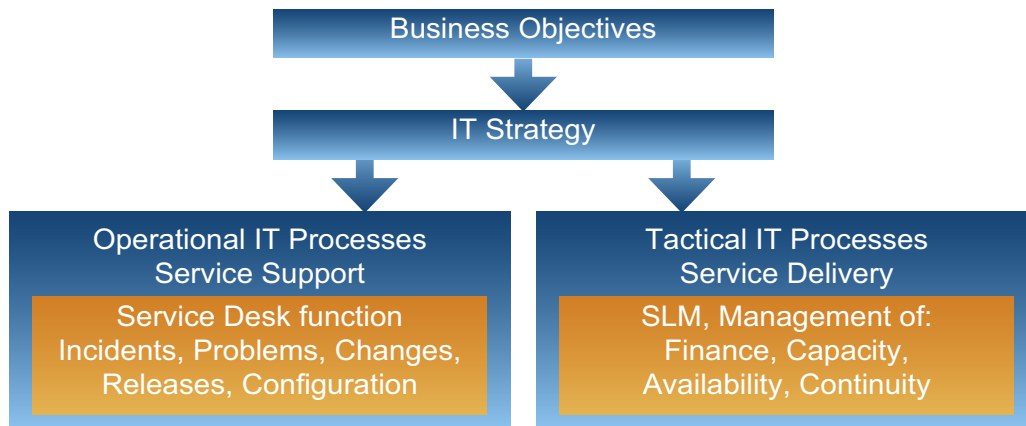 Business Objectives
IT Strategy
Operational IT Processes
Service Support
Service Desk function
Incidents, Problems, Changes,
Releases, Configuration
Tactical IT Processes
Service Delivery
SLM, Management of:
Finance, Capacity,
Availability, Continuity